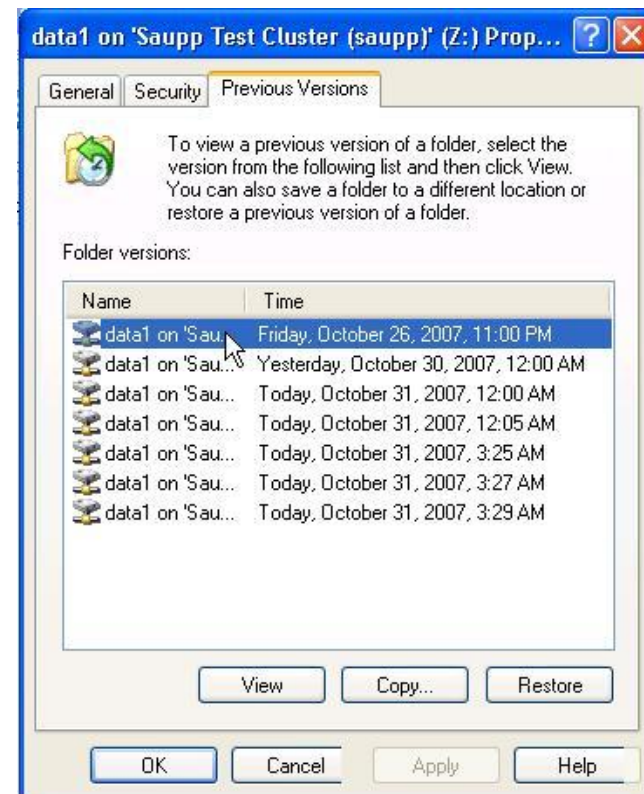 data1 on 'Saupp Test Cluster (saupp)' (Z:) Prop...
General Security Previous Versions
To view a previous version of a folder, select the
version from the following list and then click View.
You can also save a folder to a different location or
restore a previous version of a folder.
Folder versions:
Name Time
data1 on 'Sau... Friday, October 26, 2007, 11:00 PM
data1 on 'Sau... Yesterday, October 30, 2007, 12:00 AM
data1 on 'Sau... Today, October 31, 2007, 12:00 AM
data1 on 'Sau... Today, October 31, 2007, 12:05 AM
data1 on 'Sau... Today, October 31, 2007, 3:25 AM
data1 on 'Sau... Today, October 31, 2007, 3:27 AM
data1 on 'Sau... Today, October 31, 2007, 3:29 AM
View Copy... Restore
OK Cancel Apply Help